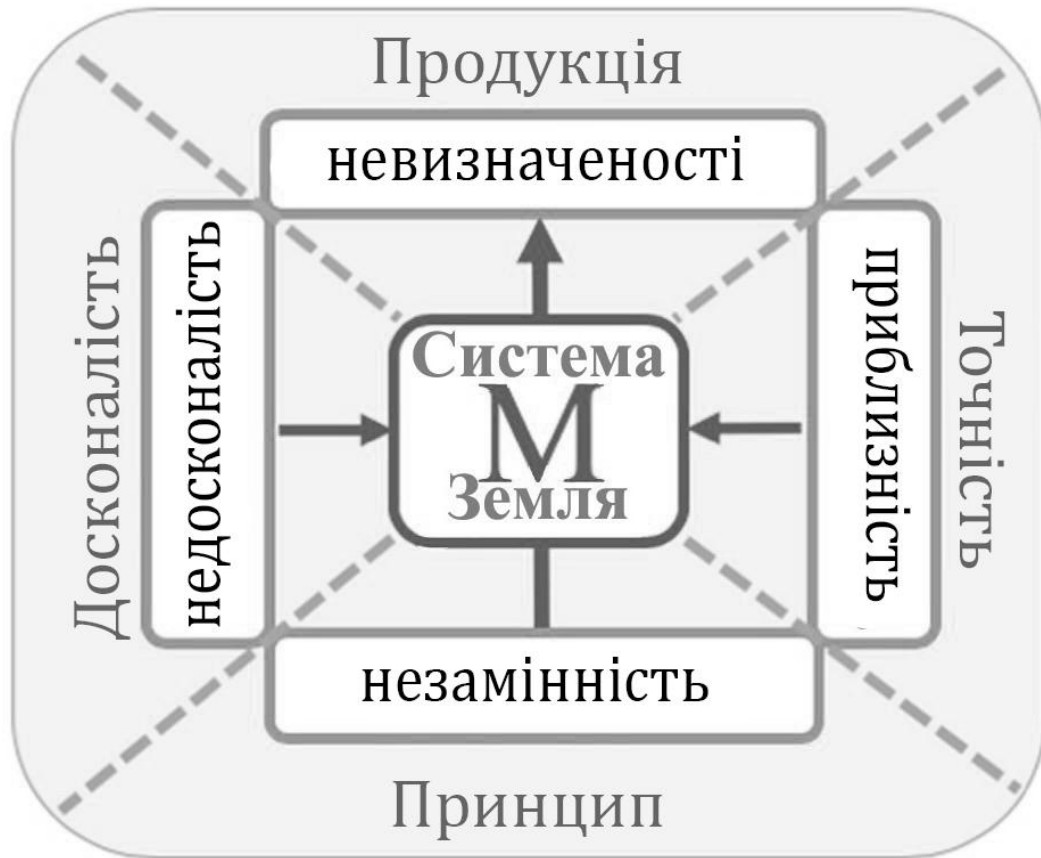 Продукція
невизначеності
Досконалість
недосконалість
Система
М
Земля
приблизність
Точність
незамінність
Принцип